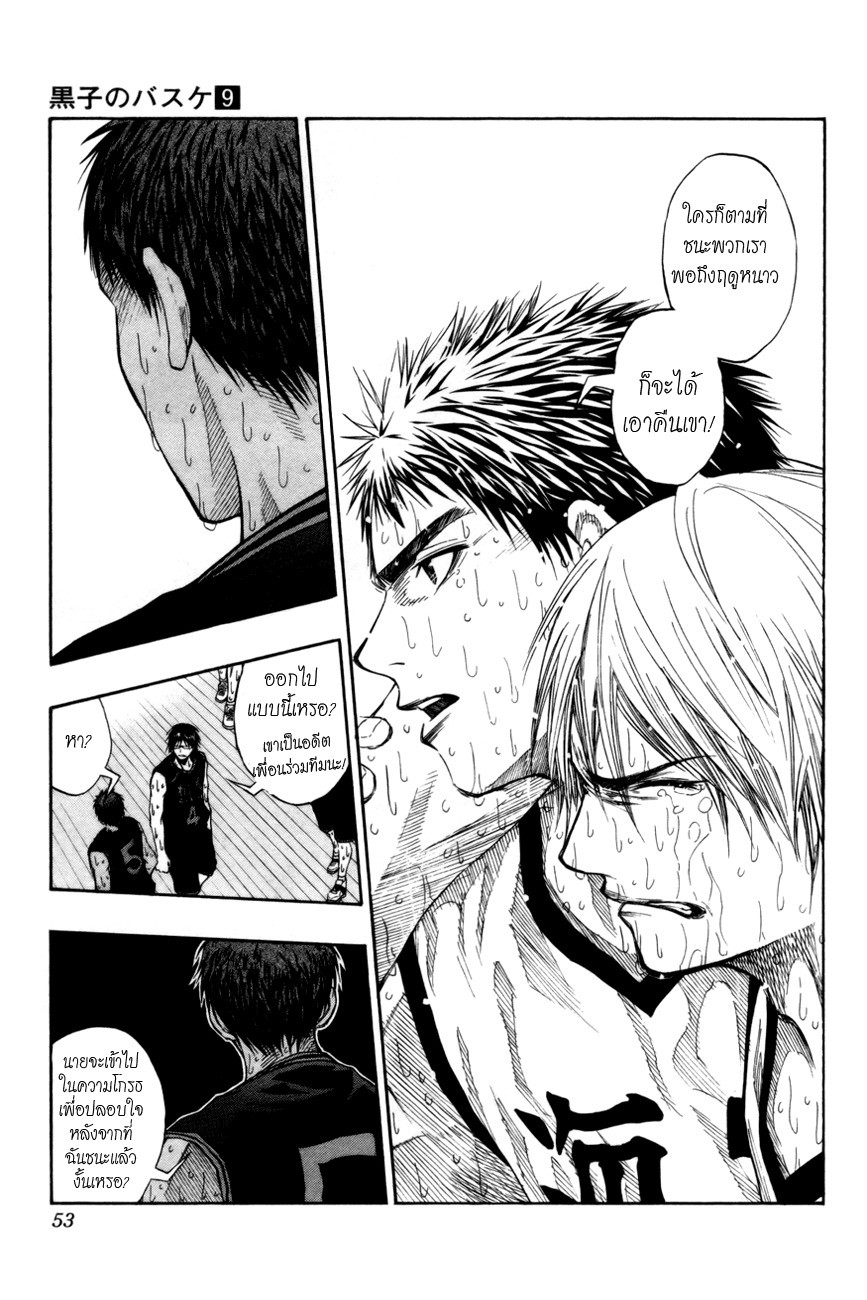 黒子のバスケ 9
ใครก็ตามที่
ชนะพวกเรา
พอถึงฤดูหนาว
ก็จะได้
เอาคืนเขา!
ออกไป
แบบนี้เหรอ?
เขาเป็นอดีต
เพื่อนร่วมทีมนะ!
หา?
4
5
นายจะเข้าไป
ในความโกรธ
เพื่อปลอบใจ
หลังจากที่
ฉันชนะแล้ว
งั้นเหรอ?
海
53